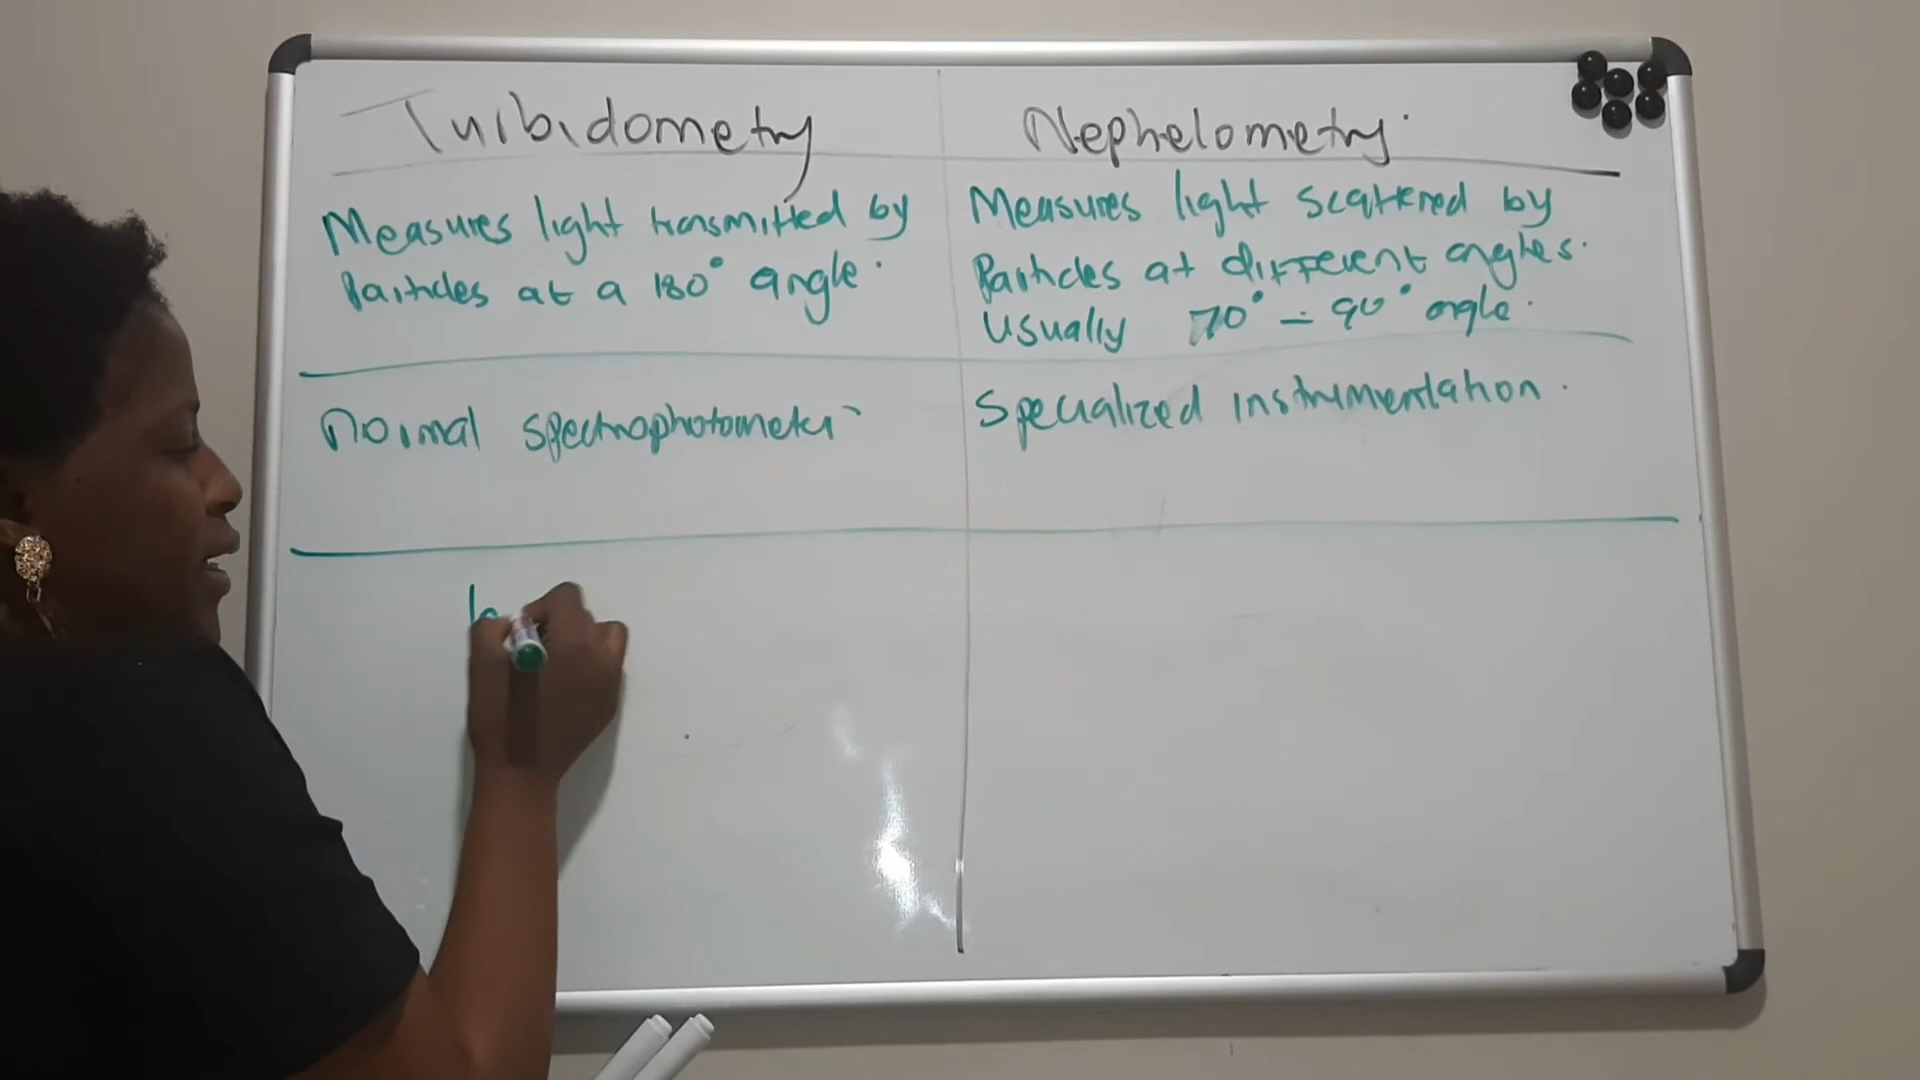 Turbidometry
Nephelometry.
Measures light transmitted by
Particles at a 180° angle.
Measures light scattered by
Particles at different angles.
Usually 70° - 90° angle.
Normal spectrophotometer
Specialized instrumentation.